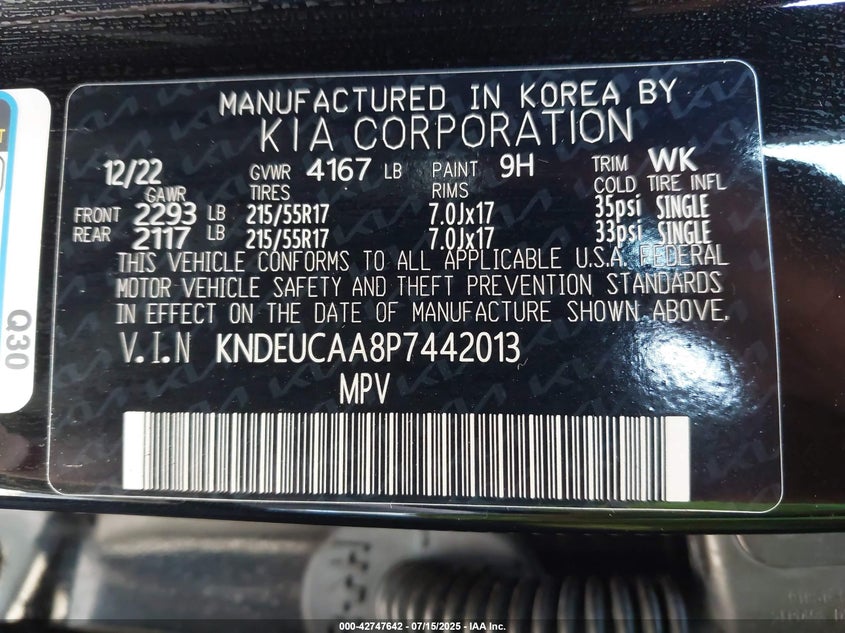 MANUFACTURED IN KOREA BY
KIA CORPORATION
12/22 GVWR 4167 LB PAINT 9H TRIM WK
GAWR TIRES RIMS COLD TIRE INFL
FRONT 2293 LB 215/55R17 7.0Jx17 35psi SINGLE
REAR 2117 LB 215/55R17 7.0Jx17 33psi SINGLE
THIS VEHICLE CONFORMS TO ALL APPLICABLE U.S.A. FEDERAL
MOTOR VEHICLE SAFETY AND THEFT PREVENTION STANDARDS
IN EFFECT ON THE DATE OF MANUFACTURE SHOWN ABOVE.
V.I.N KNDEUCAA8P7442013
MPV
Q30
000-42747642 - 07/15/2025 - IAA Inc.